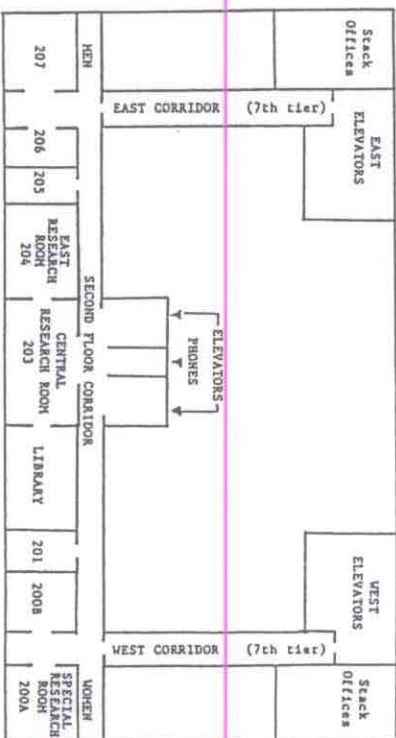 Stack
Offices
EAST
ELEVATORS
EAST CORRIDOR (7th tier)
MEN
207
206
205
EAST
RESEARCH
ROOM
204
SECOND FLOOR CORRIDOR
ELEVATORS
PHONES
CENTRAL
RESEARCH ROOM
203
LIBRARY
201
200B
WEST
ELEVATORS
WEST CORRIDOR (7th tier)
Stack
Offices
WOMEN
SPECIAL
RESEARCH
ROOM
200A